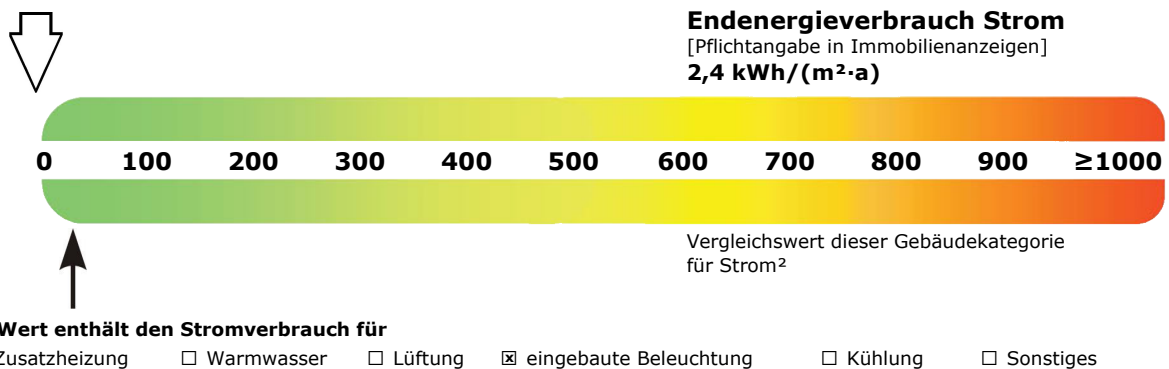 Endenergieverbrauch Strom
[Pflichtangabe in Immobilienanzeigen]
2,4 kWh/(m²·a)
0 100 200 300 400 500 600 700 800 900 ≥1000
Vergleichswert dieser Gebäudekategorie
für Strom²
Wert enthält den Stromverbrauch für
Zusatzheizung ☐ Warmwasser ☐ Lüftung ☒ eingebaute Beleuchtung ☐ Kühlung ☐ Sonstiges